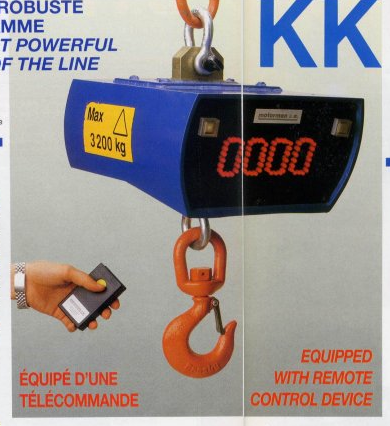 ROBUSTE
MME
T POWERFUL
OF THE LINE
KK
Max
3200 kg
0000
ÉQUIPÉ D'UNE
TÉLÉCOMMANDE
EQUIPPED
WITH REMOTE
CONTROL DEVICE